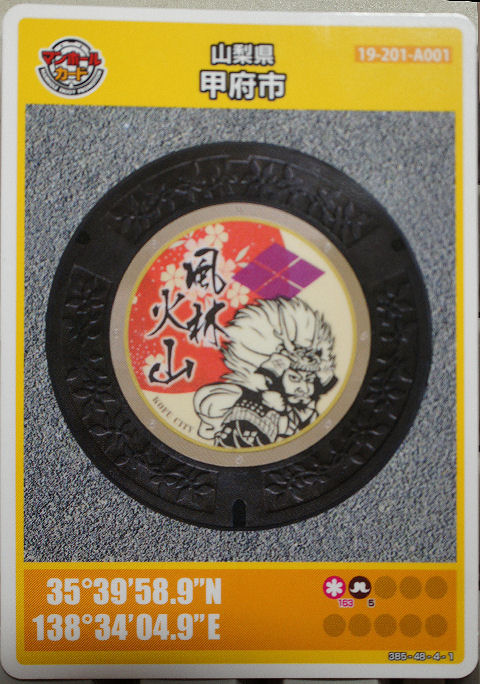 マンホール
カード
山梨県
甲府市
19-201-A001
風林
火山
KOFU CITY
35°39'58.9"N
138°34'04.9"E
163
5
385-48-4-1